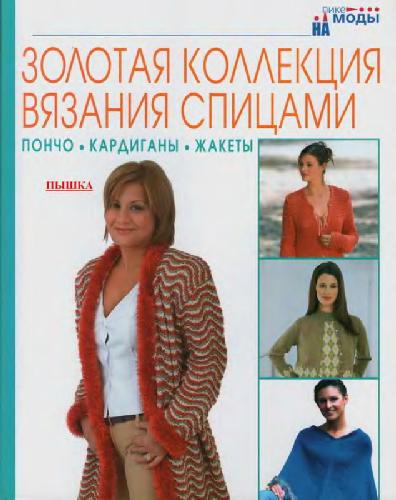 на
пике
моды
ЗОЛОТАЯ КОЛЛЕКЦИЯ
ВЯЗАНИЯ СПИЦАМИ
ПОНЧО • КАРДИГАНЫ • ЖАКЕТЫ
ПЫШКА